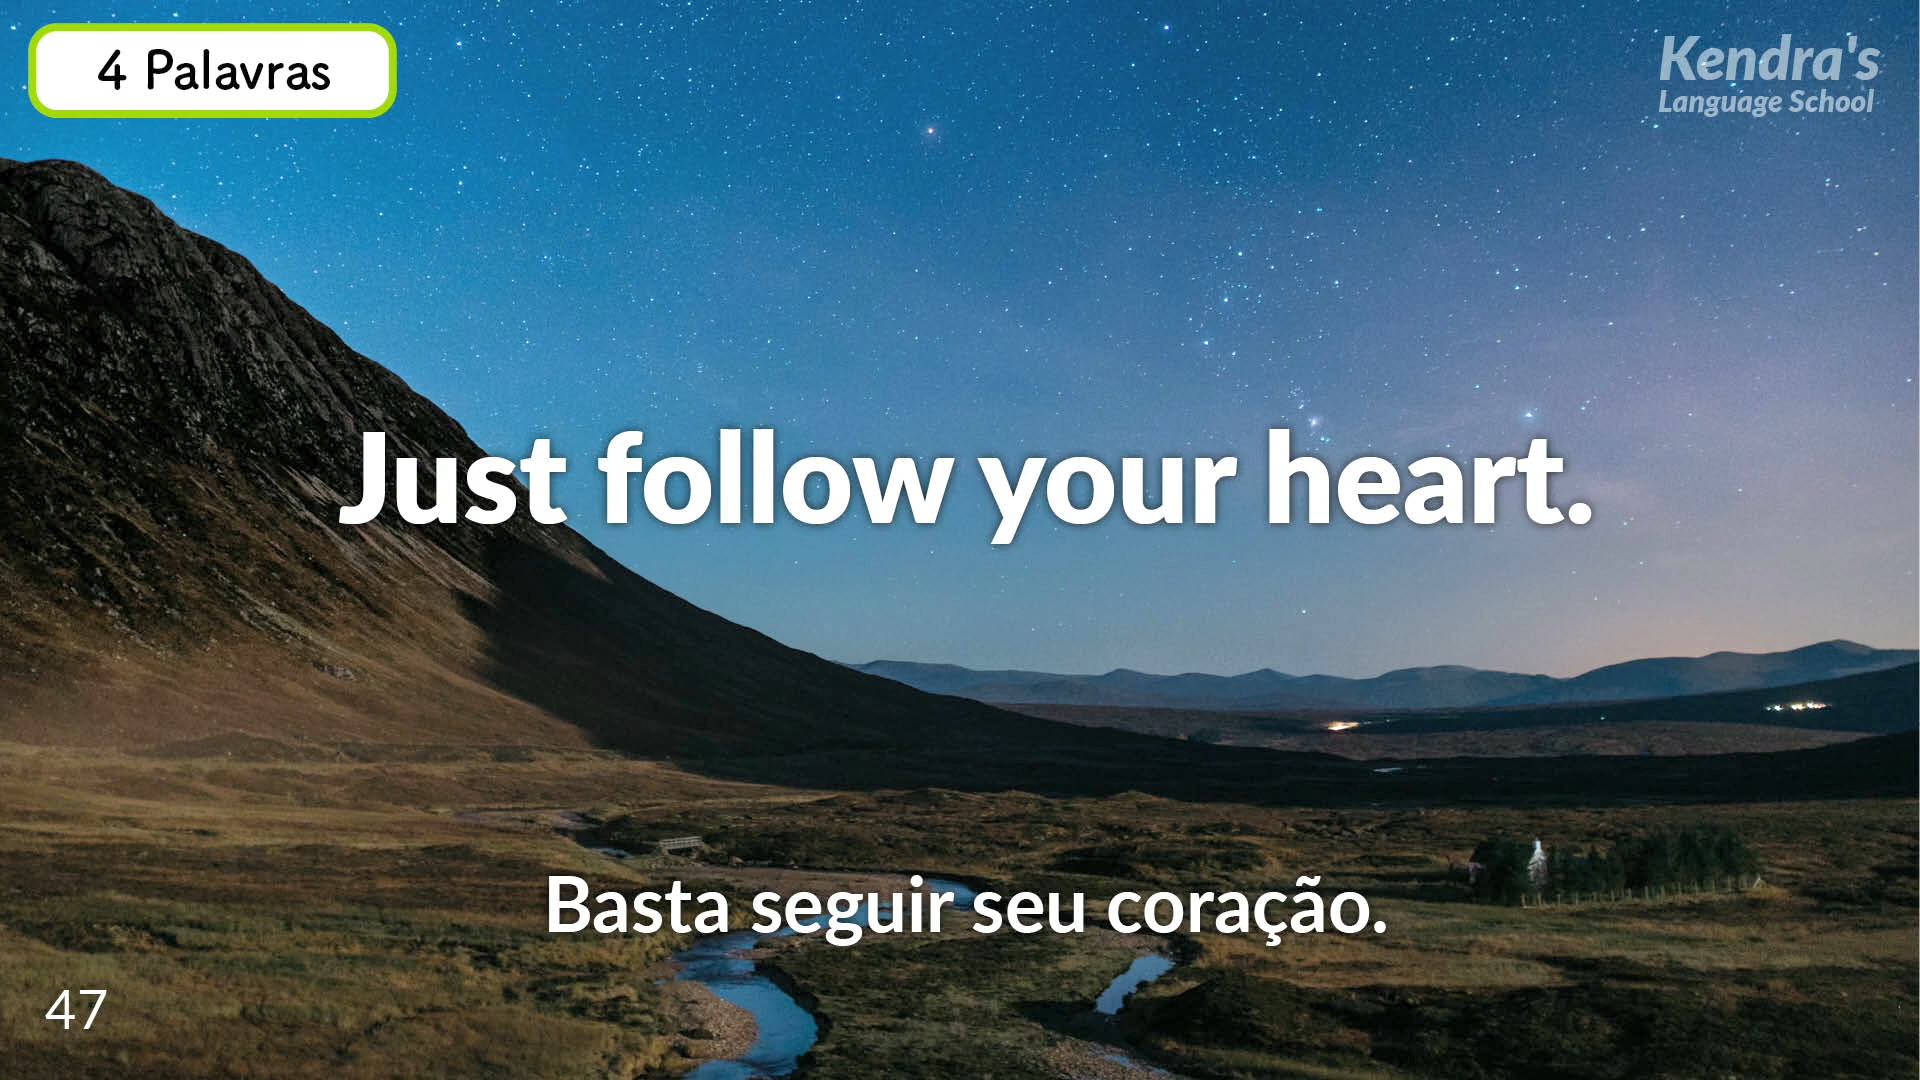 4 Palavras
Kendra's
Language School
Just follow your heart.
Basta seguir seu coração.
47